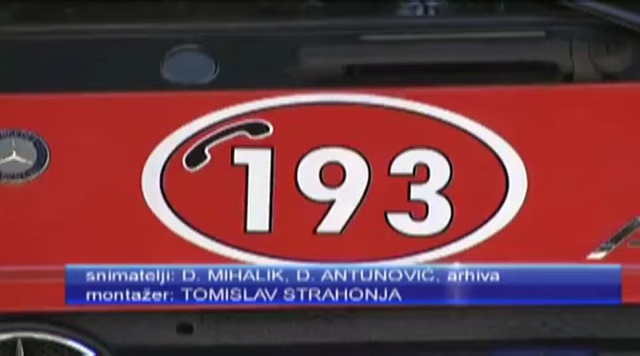 193
snimatelji: D. MIHALIK, D. ANTUNOVIĆ, arhiva
montažer: TOMISLAV STRAHONJA